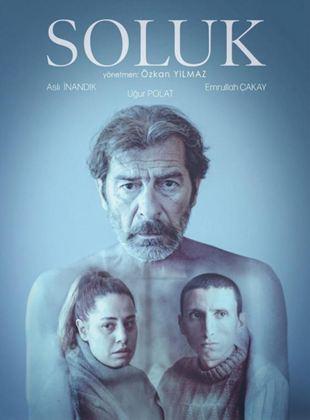 SOLUK
yönetmen: Özkan YILMAZ
Aslı İNANDIK Uğur POLAT Emrullah ÇAKAY